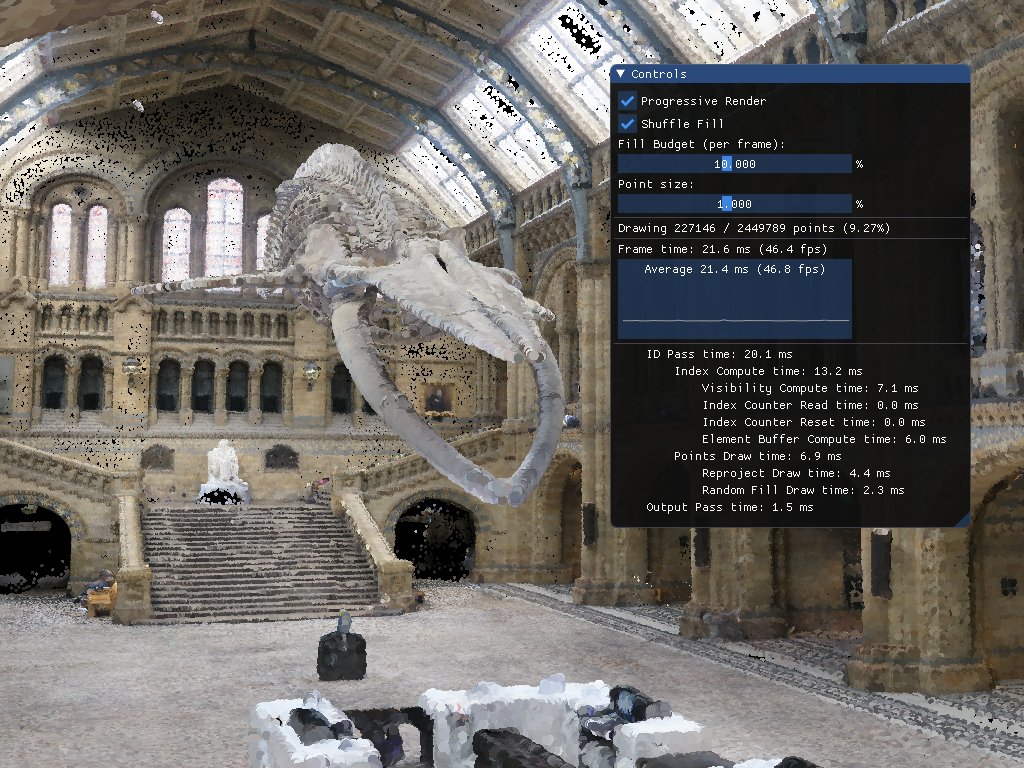 Controls
Progressive Render
Shuffle Fill
Fill Budget (per frame):
10.000 %
Point size:
1.000 %
Drawing 227146 / 2449789 points (9.27%)
Frame time: 21.6 ms (46.4 fps)
Average 21.4 ms (46.8 fps)
ID Pass time: 20.1 ms
Index Compute time: 13.2 ms
Visibility Compute time: 7.1 ms
Index Counter Read time: 0.0 ms
Index Counter Reset time: 0.0 ms
Element Buffer Compute time: 6.0 ms
Points Draw time: 6.9 ms
Reproject Draw time: 4.4 ms
Random Fill Draw time: 2.3 ms
Output Pass time: 1.5 ms